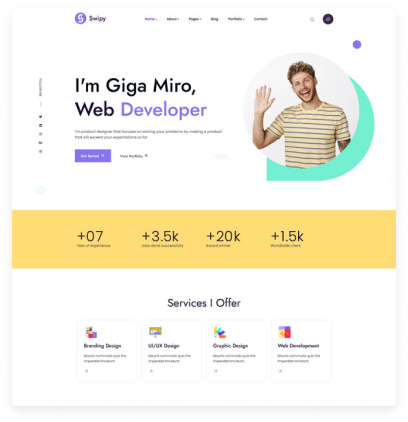 Swipy
Home
About
Pages
Blog
Portfolio
Contact
FOLLOW ME
I'm Giga Miro,
Web Developer
I'm product designer that focuses on solving your problems by making a product
that will exceed your expectations so far.
Get Started
View Portfolio
+07
Year of experience
+3.5k
Jobs done successfully
+20k
Award winner
+1.5k
Worldwide client
Services I Offer
Branding Design
Mauris commodo quis the
imperdiet tincidunt.
UI/UX Design
Mauris commodo quis the
imperdiet tincidunt.
Graphic Design
Mauris commodo quis the
imperdiet tincidunt.
Web Development
Mauris commodo quis the
imperdiet tincidunt.